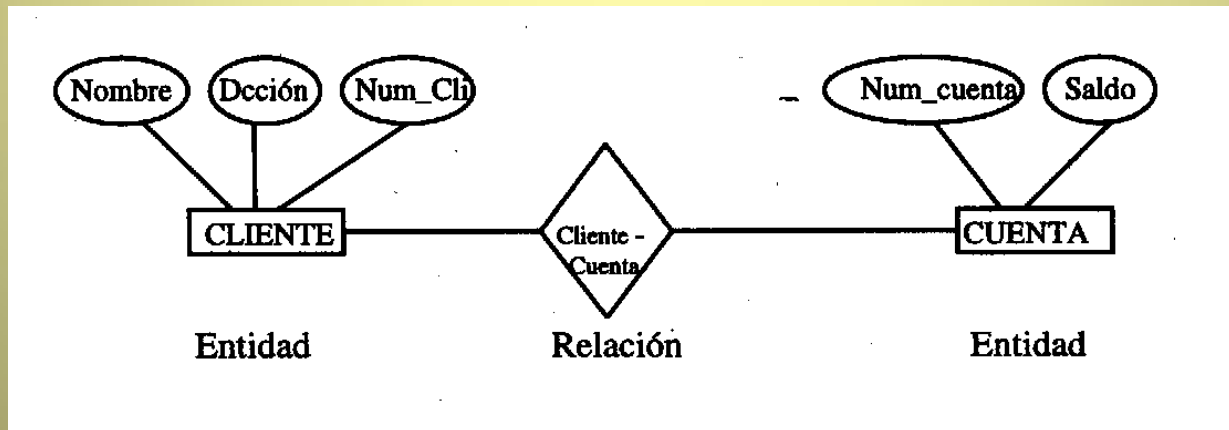 Nombre
Dcción
Num_Cli
Num_cuenta
Saldo
CLIENTE
Cliente -
Cuenta
CUENTA
Entidad
Relación
Entidad